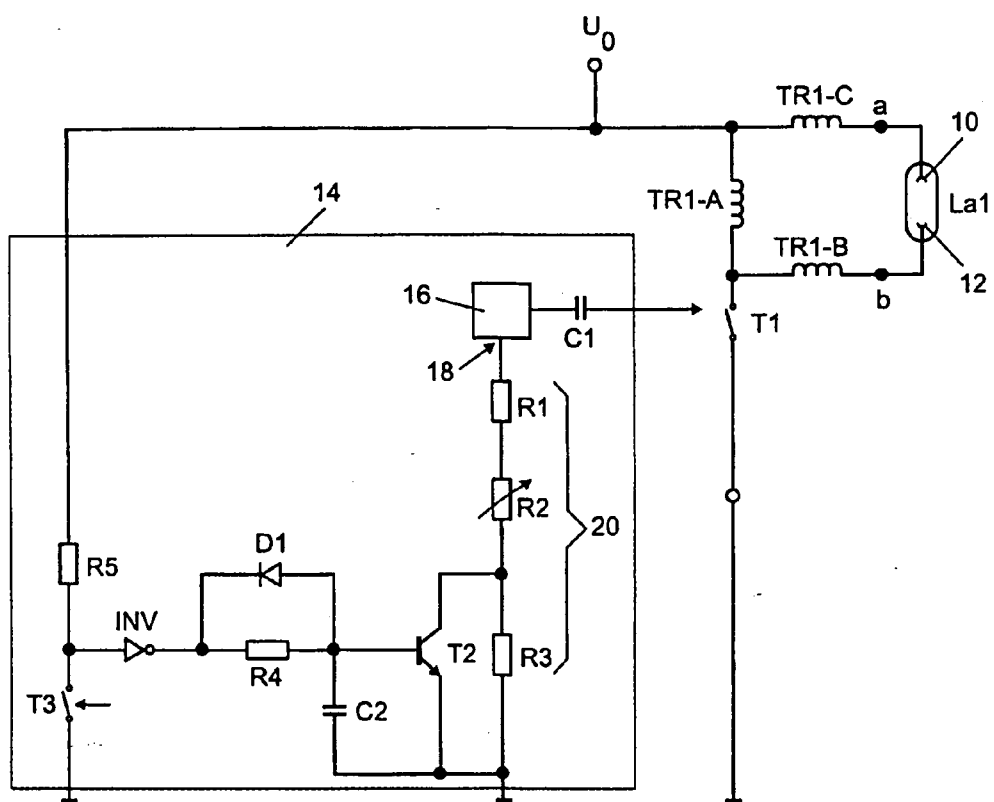 U0
TR1-C
a
10
14
TR1-A
La1
TR1-B
12
16
b
C1
T1
18
R1
R2
20
D1
R5
INV
R4
T2
R3
T3
C2